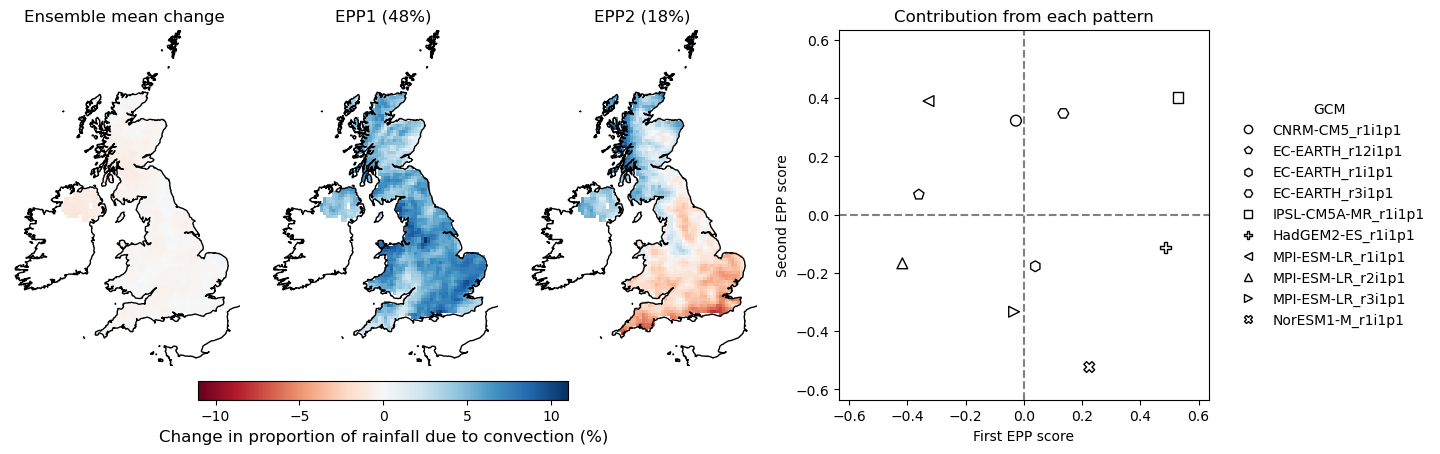 Ensemble mean change
EPP1 (48%)
EPP2 (18%)
Contribution from each pattern
−10 −5 0 5 10
Change in proportion of rainfall due to convection (%)
Second EPP score
0.6
0.4
0.2
0.0
−0.2
−0.4
−0.6
−0.6 −0.4 −0.2 0.0 0.2 0.4 0.6
First EPP score
GCM
CNRM-CM5_r1i1p1
EC-EARTH_r12i1p1
EC-EARTH_r1i1p1
EC-EARTH_r3i1p1
IPSL-CM5A-MR_r1i1p1
HadGEM2-ES_r1i1p1
MPI-ESM-LR_r1i1p1
MPI-ESM-LR_r2i1p1
MPI-ESM-LR_r3i1p1
NorESM1-M_r1i1p1